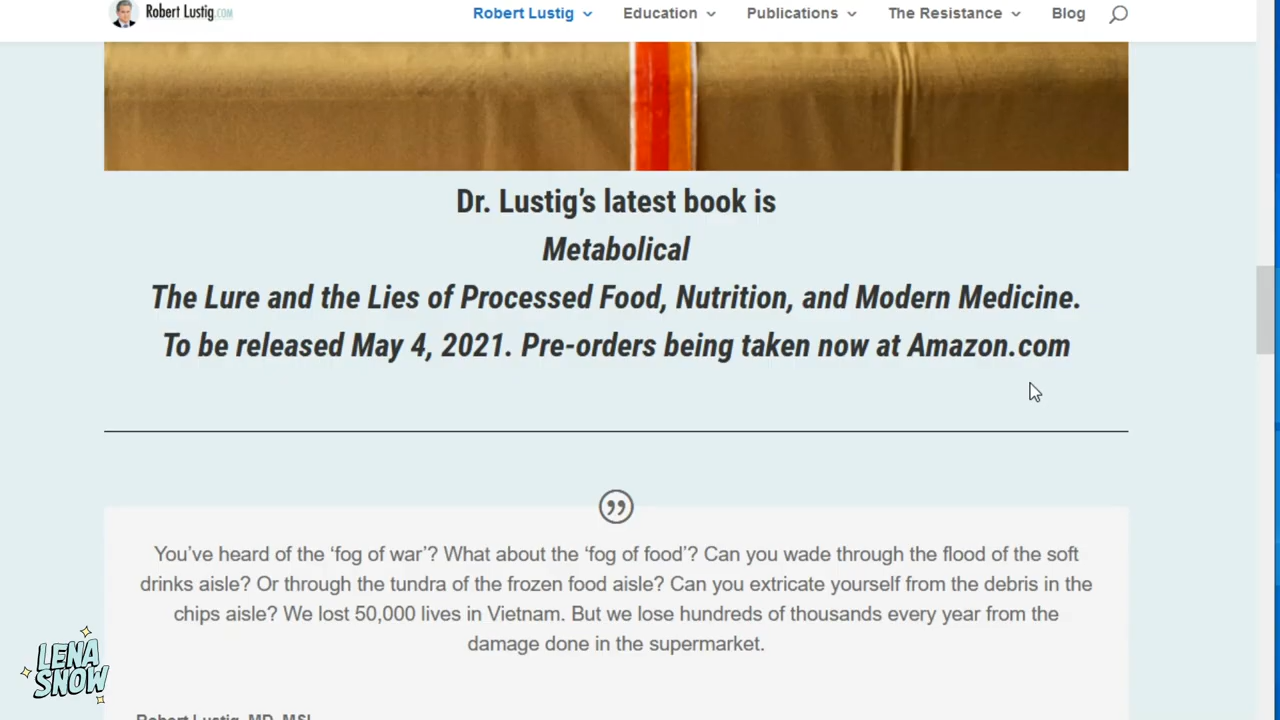 Robert Lustig.COM
Robert Lustig Education Publications The Resistance Blog
Dr. Lustig's latest book is
Metabolical
The Lure and the Lies of Processed Food, Nutrition, and Modern Medicine.
To be released May 4, 2021. Pre-orders being taken now at Amazon.com
You've heard of the 'fog of war'? What about the 'fog of food'? Can you wade through the flood of the soft
drinks aisle? Or through the tundra of the frozen food aisle? Can you extricate yourself from the debris in the
chips aisle? We lost 50,000 lives in Vietnam. But we lose hundreds of thousands every year from the
damage done in the supermarket.
Robert Lustig, MD, MSL
LENA
SNOW